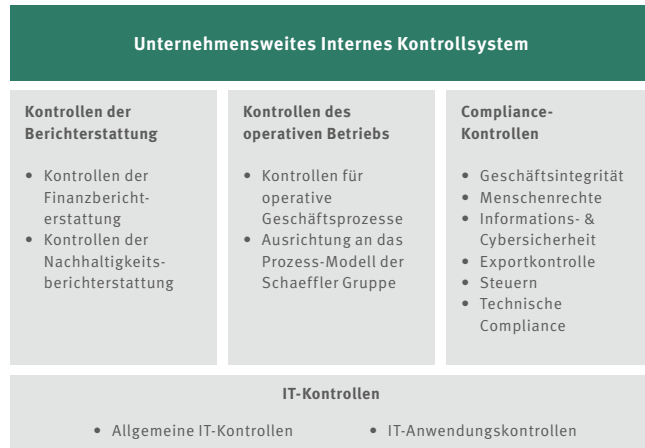 Unternehmensweites Internes Kontrollsystem
Kontrollen der
Berichterstattung
• Kontrollen der
Finanzbericht-
erstattung
• Kontrollen der
Nachhaltigkeits-
berichterstattung
Kontrollen des
operativen Betriebs
• Kontrollen für
operative
Geschäftsprozesse
• Ausrichtung an das
Prozess-Modell der
Schaeffler Gruppe
Compliance-
Kontrollen
• Geschäftsintegrität
• Menschenrechte
• Informations- &
Cybersicherheit
• Exportkontrolle
• Steuern
• Technische
Compliance
IT-Kontrollen
• Allgemeine IT-Kontrollen • IT-Anwendungskontrollen